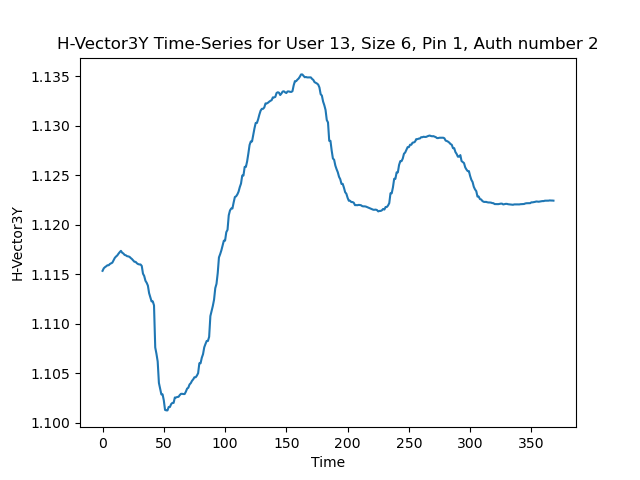 H-Vector3Y Time-Series for User 13, Size 6, Pin 1, Auth number 2
H-Vector3Y
1.135
1.130
1.125
1.120
1.115
1.110
1.105
1.100
0 50 100 150 200 250 300 350
Time